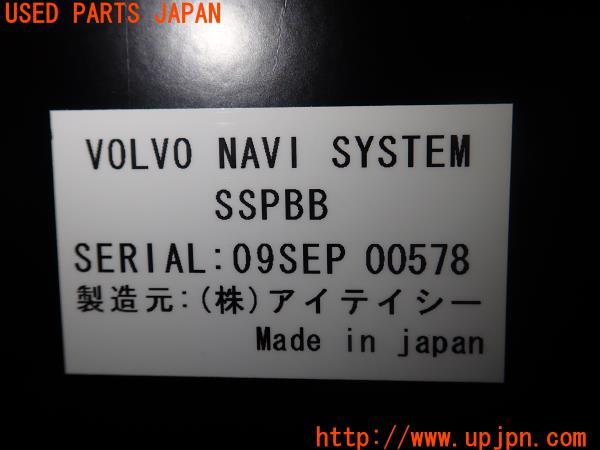 USED PARTS JAPAN
VOLVO NAVI SYSTEM
SSPBB
SERIAL:09SEP 00578
製造元:(株)アイテイシー
Made in japan
http://www.upjpn.com